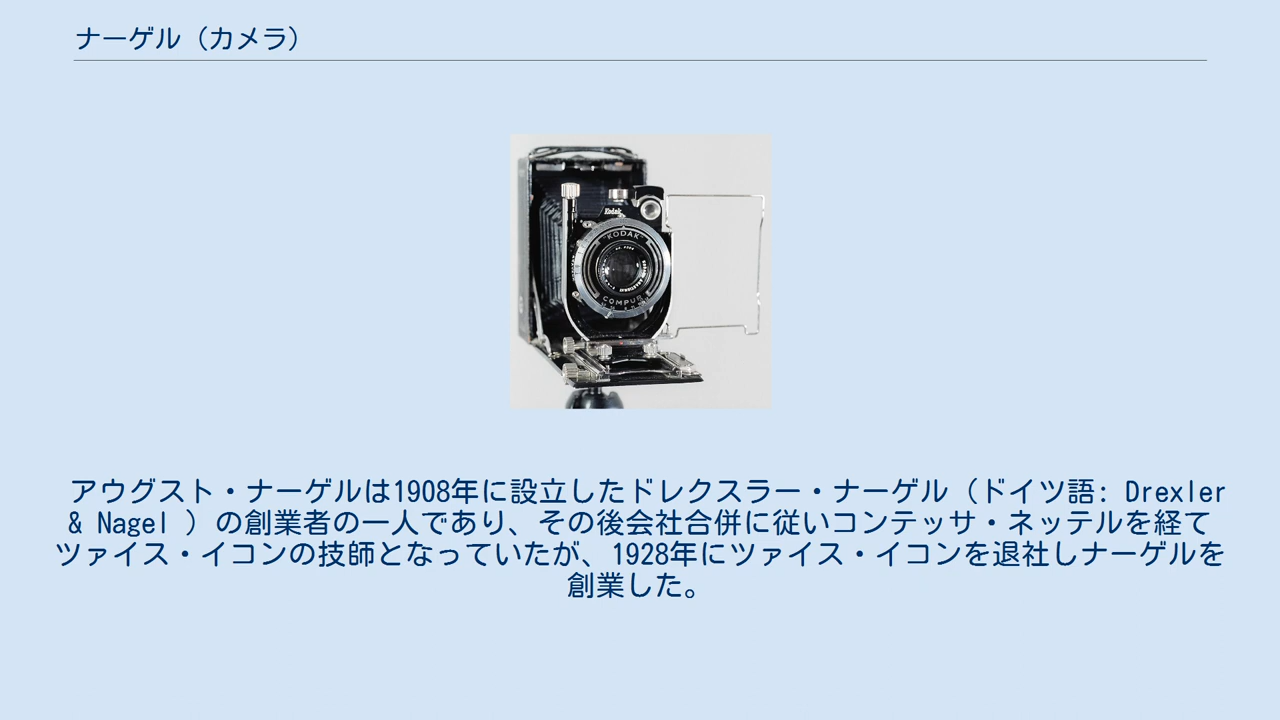 ナーゲル（カメラ）
Kodak
KODAK
COMPUR
アウグスト・ナーゲルは1908年に設立したドレクスラー・ナーゲル（ドイツ語: Drexler
& Nagel ）の創業者の一人であり、その後会社合併に従いコンテッサ・ネッテルを経て
ツァイス・イコンの技師となっていたが、1928年にツァイス・イコンを退社しナーゲルを
創業した。